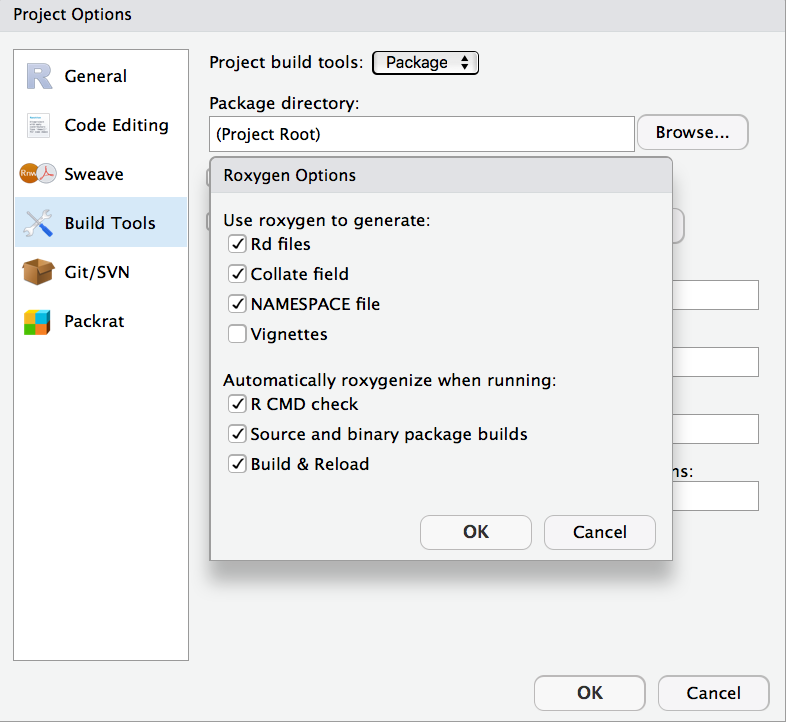 Project Options
General
Code Editing
Sweave
Build Tools
Git/SVN
Packrat
Project build tools: Package
Package directory:
(Project Root) Browse...
Roxygen Options
Use roxygen to generate:
Rd files
Collate field
NAMESPACE file
Vignettes
Automatically roxygenize when running:
R CMD check
Source and binary package builds
Build & Reload
OK Cancel
ns:
OK Cancel